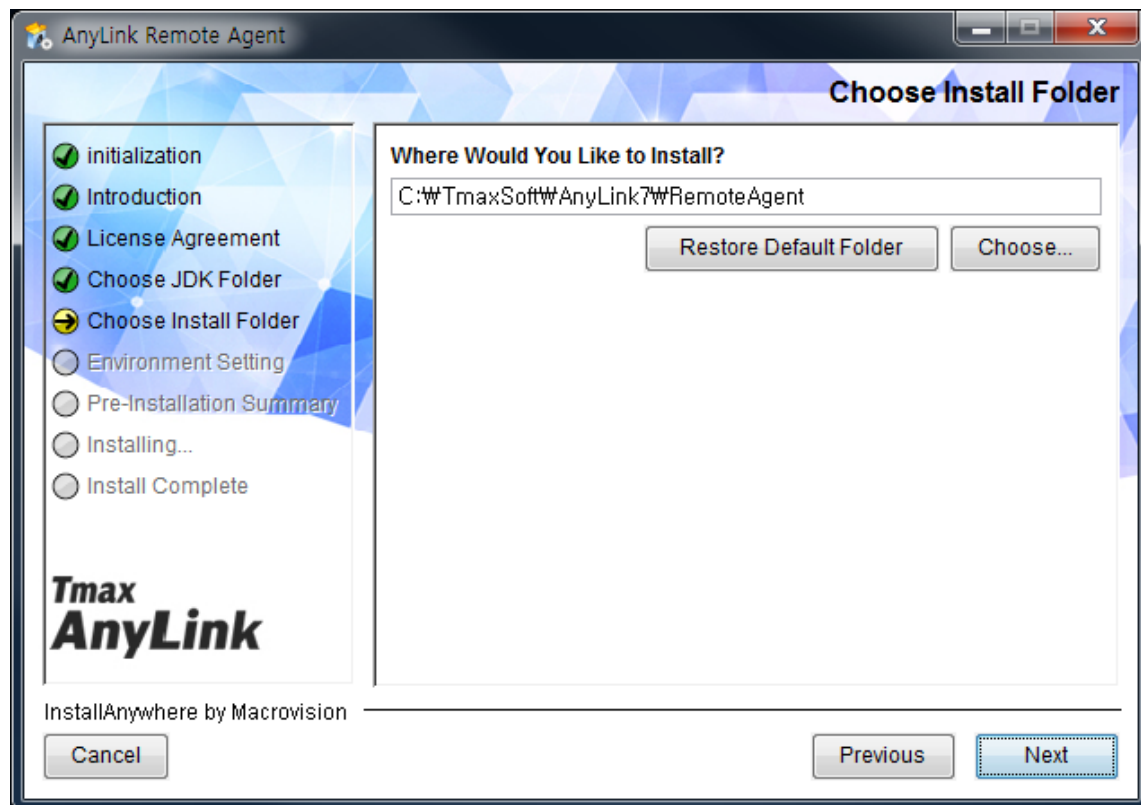 AnyLink Remote Agent
Choose Install Folder
initialization
Introduction
License Agreement
Choose JDK Folder
Choose Install Folder
Environment Setting
Pre-Installation Summary
Installing...
Install Complete
Tmax
AnyLink
Where Would You Like to Install?
C:₩TmaxSoft₩AnyLink7₩RemoteAgent
Restore Default Folder
Choose...
InstallAnywhere by Macrovision
Cancel
Previous
Next